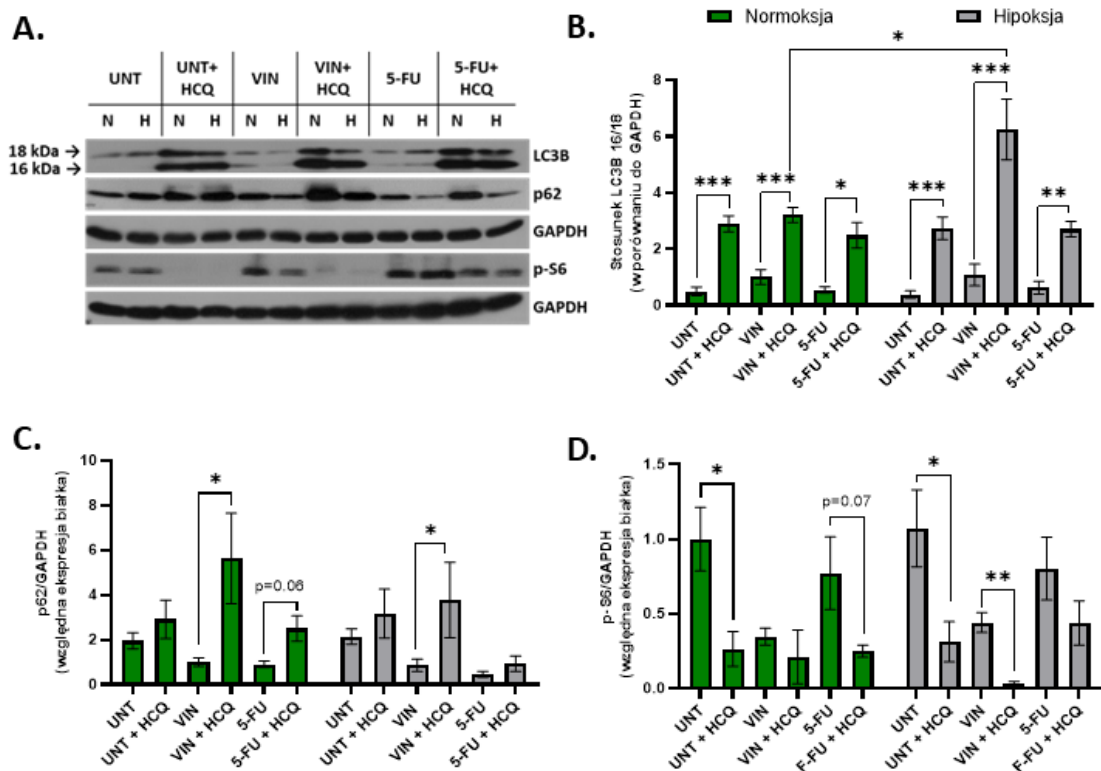 Normoksja
Hipoksja
A.
UNT
UNT+
HCQ
VIN
VIN+
HCQ
5-FU
5-FU+
HCQ
N H N H N H N H N H N H
18 kDa →
16 kDa →
LC3B
p62
GAPDH
p-S6
GAPDH
B.
Stosunek LC3B 16/18
(wporównaniu do GAPDH)
8
6
4
2
0
***
***
*
*
***
***
**
UNT
UNT + HCQ
VIN
VIN + HCQ
5-FU
5-FU + HCQ
UNT
UNT + HCQ
VIN
VIN + HCQ
5-FU
5-FU + HCQ
C.
p62/GAPDH
(względna ekspresja białka)
10
8
6
4
2
0
*
p=0.06
*
UNT
UNT + HCQ
VIN
VIN + HCQ
5-FU
5-FU + HCQ
UNT
UNT + HCQ
VIN
VIN + HCQ
5-FU
5-FU + HCQ
D.
p-S6/GAPDH
(względna ekspresja białka)
1.5
1.0
0.5
0.0
*
p=0.07
*
**
UNT
UNT + HCQ
VIN
VIN + HCQ
5-FU
F-FU + HCQ
UNT
UNT + HCQ
VIN
VIN + HCQ
5-FU
F-FU + HCQ